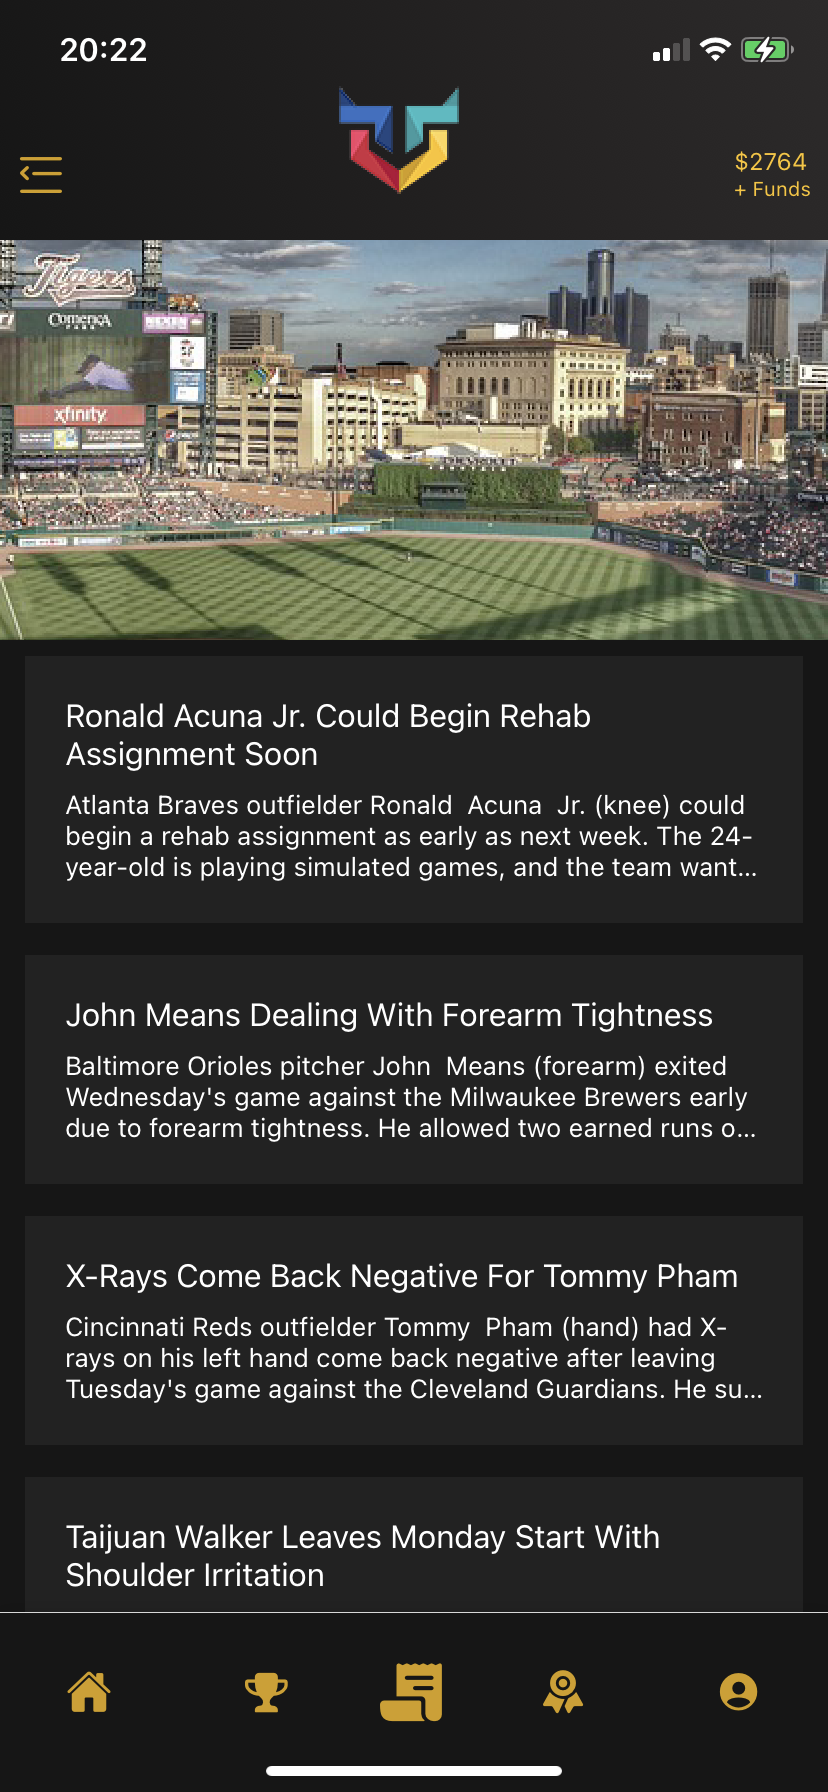 20:22
$2764
+ Funds
Tigers
COMERICA
PARK
xfinity
Ronald Acuna Jr. Could Begin Rehab
Assignment Soon
Atlanta Braves outfielder Ronald  Acuna  Jr. (knee) could
begin a rehab assignment as early as next week. The 24-
year-old is playing simulated games, and the team want...
John Means Dealing With Forearm Tightness
Baltimore Orioles pitcher John  Means (forearm) exited
Wednesday's game against the Milwaukee Brewers early
due to forearm tightness. He allowed two earned runs o...
X-Rays Come Back Negative For Tommy Pham
Cincinnati Reds outfielder Tommy  Pham (hand) had X-
rays on his left hand come back negative after leaving
Tuesday's game against the Cleveland Guardians. He su...
Taijuan Walker Leaves Monday Start With
Shoulder Irritation